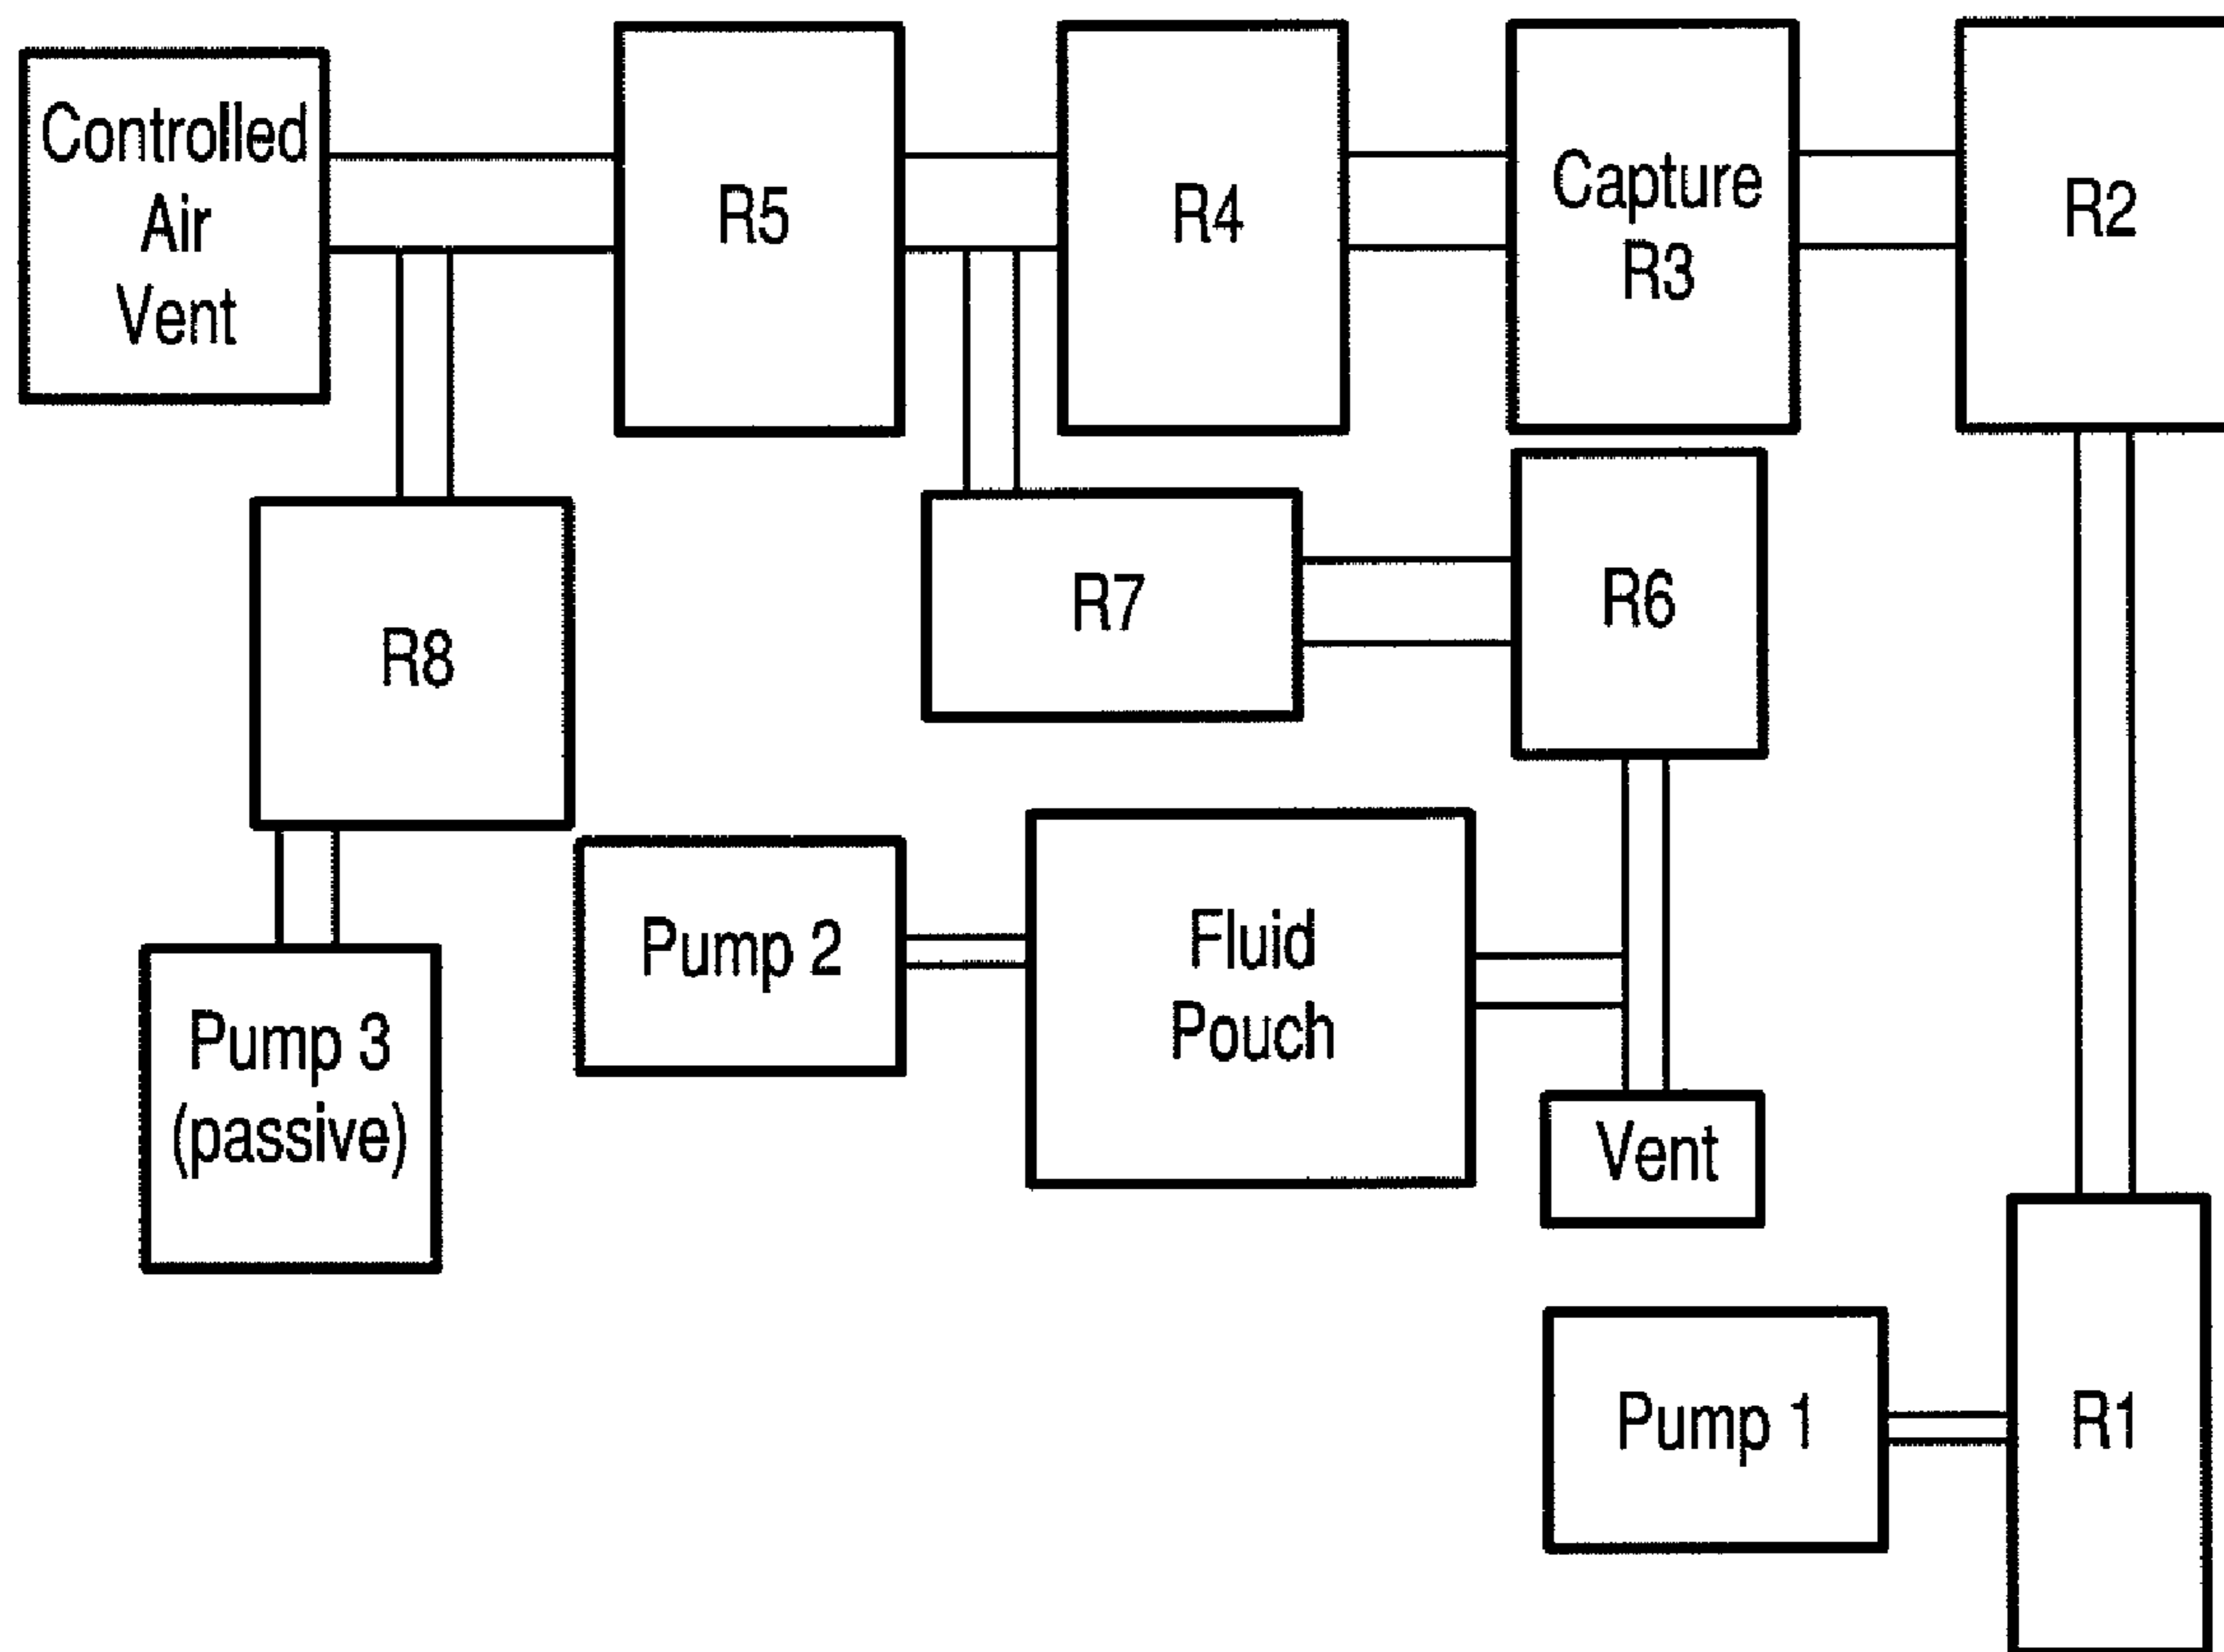 Controlled
Air
Vent
R5
R4
Capture
R3
R2
R8
R7
R6
Pump 3
(passive)
Pump 2
Fluid
Pouch
Vent
Pump 1
R1